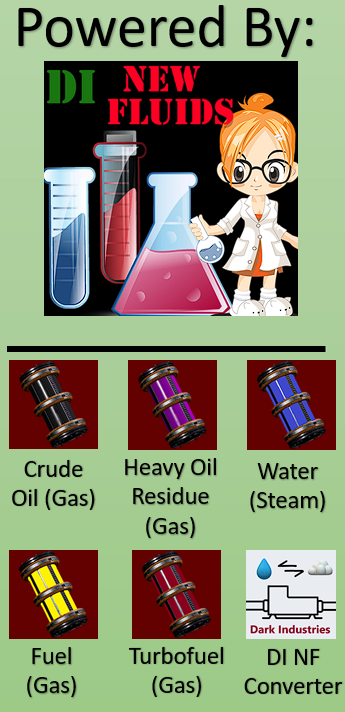 Powered By:
DI NEW
FLUIDS
Crude
Oil (Gas)
Heavy Oil
Residue
(Gas)
Water
(Steam)
Dark Industries
Fuel
(Gas)
Turbofuel
(Gas)
DI NF
Converter